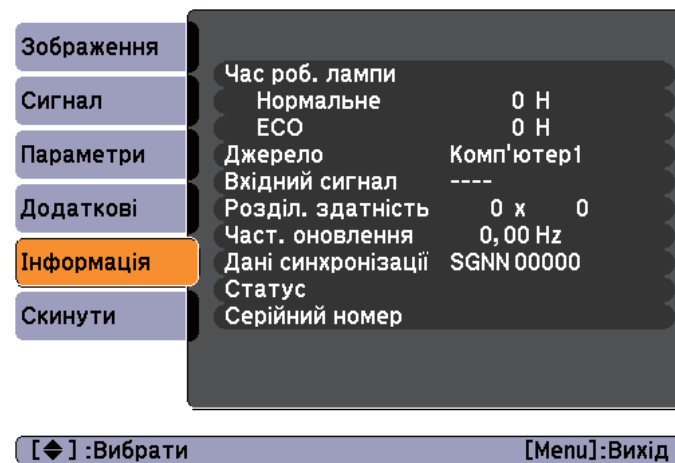 Зображення
Сигнал
Параметри
Додаткові
Інформація
Скинути
Час роб. лампи
Нормальне 0 H
ECO 0 H
Джерело Комп'ютер1
Вхідний сигнал ----
Розділ. здатність 0 x 0
Част. оновлення 0,00 Hz
Дані синхронізації SGNN 00000
Статус
Серійний номер
[◆] :Вибрати [Menu]:Вихід